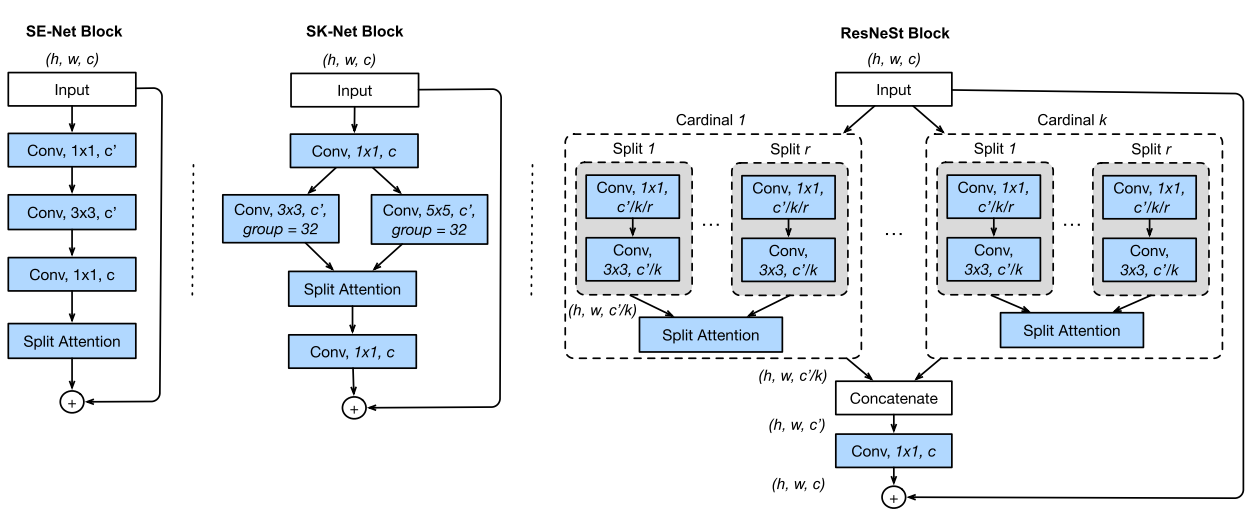 SE-Net Block
(h, w, c)
Input
Conv, 1x1, c’
Conv, 3x3, c’
Conv, 1x1, c
Split Attention
+
SK-Net Block
(h, w, c)
Input
Conv, 1x1, c
Conv, 3x3, c’,
group = 32
Conv, 5x5, c’,
group = 32
Split Attention
Conv, 1x1, c
+
ResNeSt Block
(h, w, c)
Input
Cardinal 1
Split 1
Conv, 1x1,
c’/k/r
Conv,
3x3, c’/k
...
Split r
Conv, 1x1,
c’/k/r
Conv,
3x3, c’/k
(h, w, c’/k)
Split Attention
...
Cardinal k
Split 1
Conv, 1x1,
c’/k/r
Conv,
3x3, c’/k
...
Split r
Conv, 1x1,
c’/k/r
Conv,
3x3, c’/k
Split Attention
(h, w, c’/k)
Concatenate
(h, w, c’)
Conv, 1x1, c
(h, w, c)
+